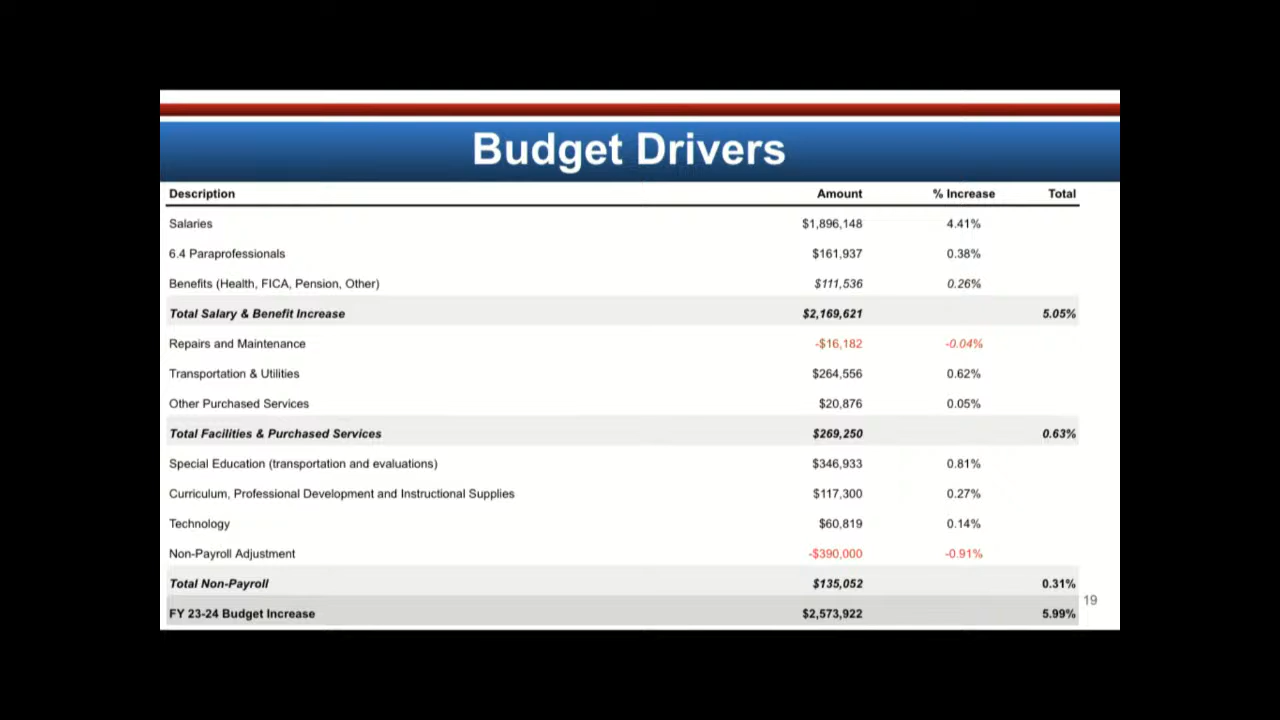 Budget Drivers
Description Amount % Increase Total
Salaries $1,896,148 4.41%
6.4 Paraprofessionals $161,937 0.38%
Benefits (Health, FICA, Pension, Other) $111,536 0.26%
Total Salary & Benefit Increase $2,169,621 5.05%
Repairs and Maintenance -$16,182 -0.04%
Transportation & Utilities $264,556 0.62%
Other Purchased Services $20,876 0.05%
Total Facilities & Purchased Services $269,250 0.63%
Special Education (transportation and evaluations) $346,933 0.81%
Curriculum, Professional Development and Instructional Supplies $117,300 0.27%
Technology $60,819 0.14%
Non-Payroll Adjustment -$390,000 -0.91%
Total Non-Payroll $135,052 0.31%
19
FY 23-24 Budget Increase $2,573,922 5.99%